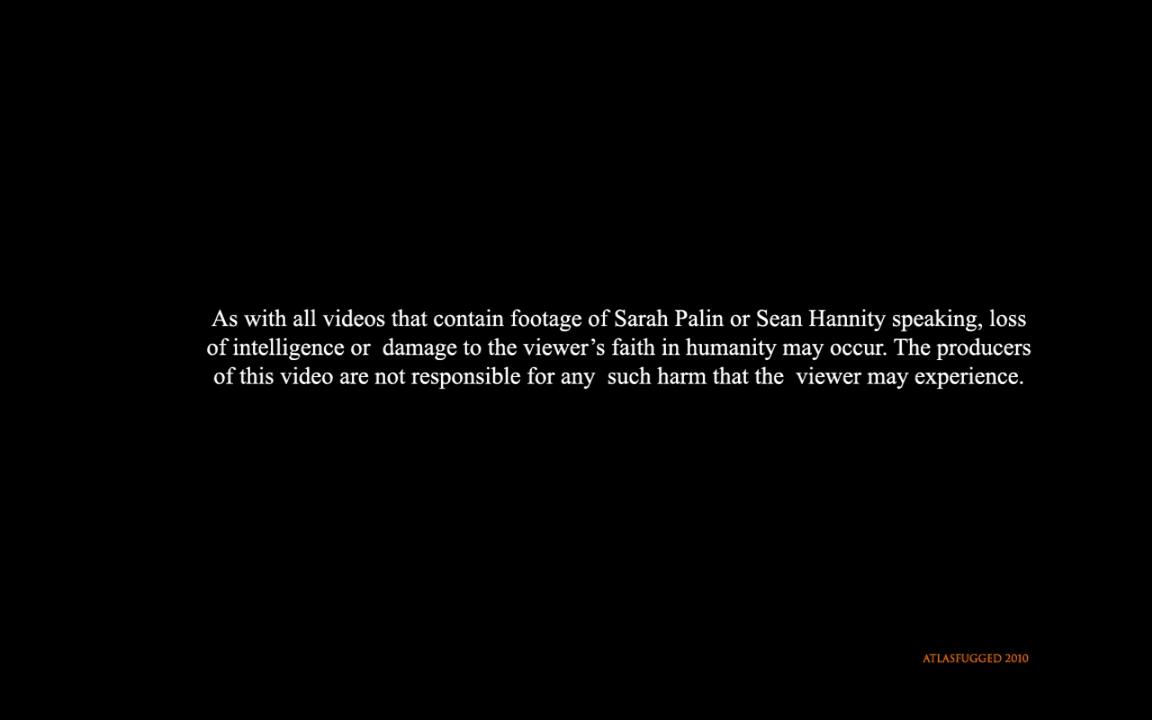 As with all videos that contain footage of Sarah Palin or Sean Hannity speaking, loss
of intelligence or  damage to the viewer’s faith in humanity may occur. The producers
of this video are not responsible for any  such harm that the  viewer may experience.
ATLASFUGGED 2010